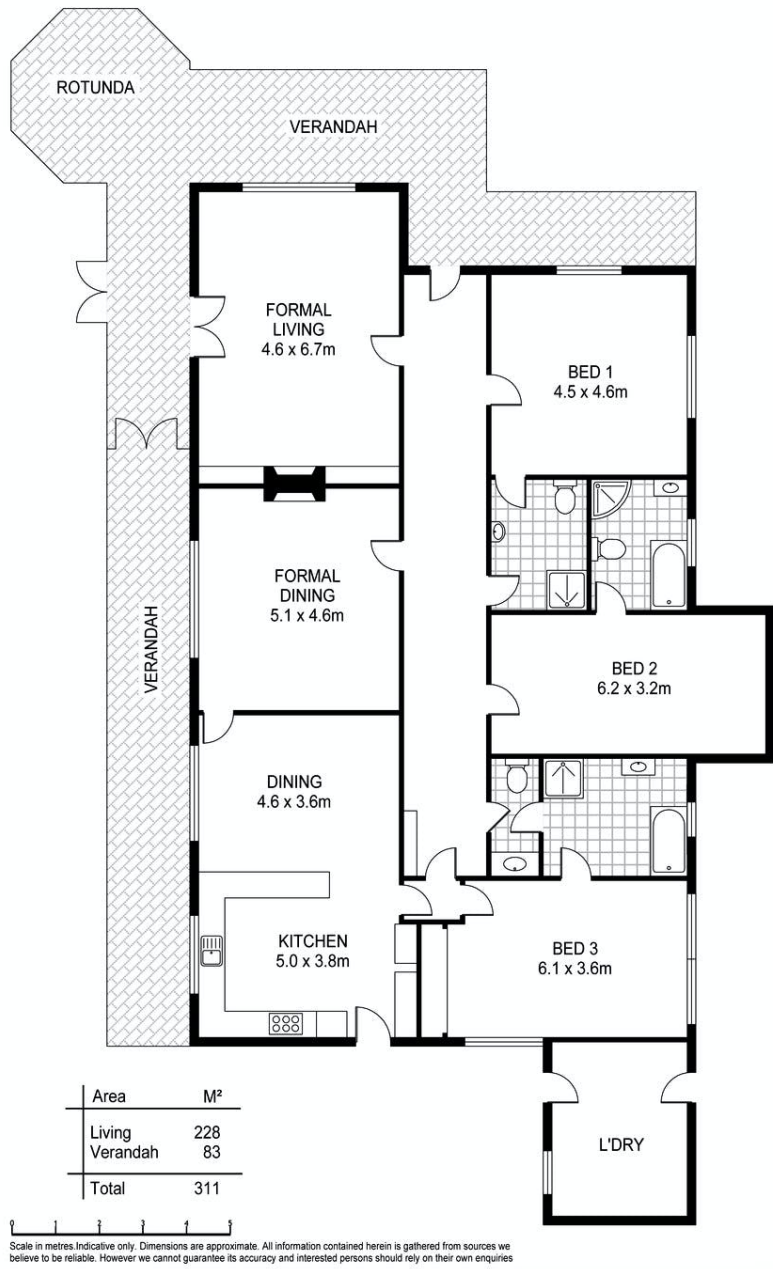 ROTUNDA
VERANDAH
FORMAL
LIVING
4.6 x 6.7m
BED 1
4.5 x 4.6m
FORMAL
DINING
5.1 x 4.6m
VERANDAH
BED 2
6.2 x 3.2m
DINING
4.6 x 3.6m
KITCHEN
5.0 x 3.8m
BED 3
6.1 x 3.6m
L'DRY
Area M²
Living 228
Verandah 83
Total 311
0 1 2 3 4 5
Scale in metres.Indicative only. Dimensions are approximate. All information contained herein is gathered from sources we
believe to be reliable. However we cannot guarantee its accuracy and interested persons should rely on their own enquiries